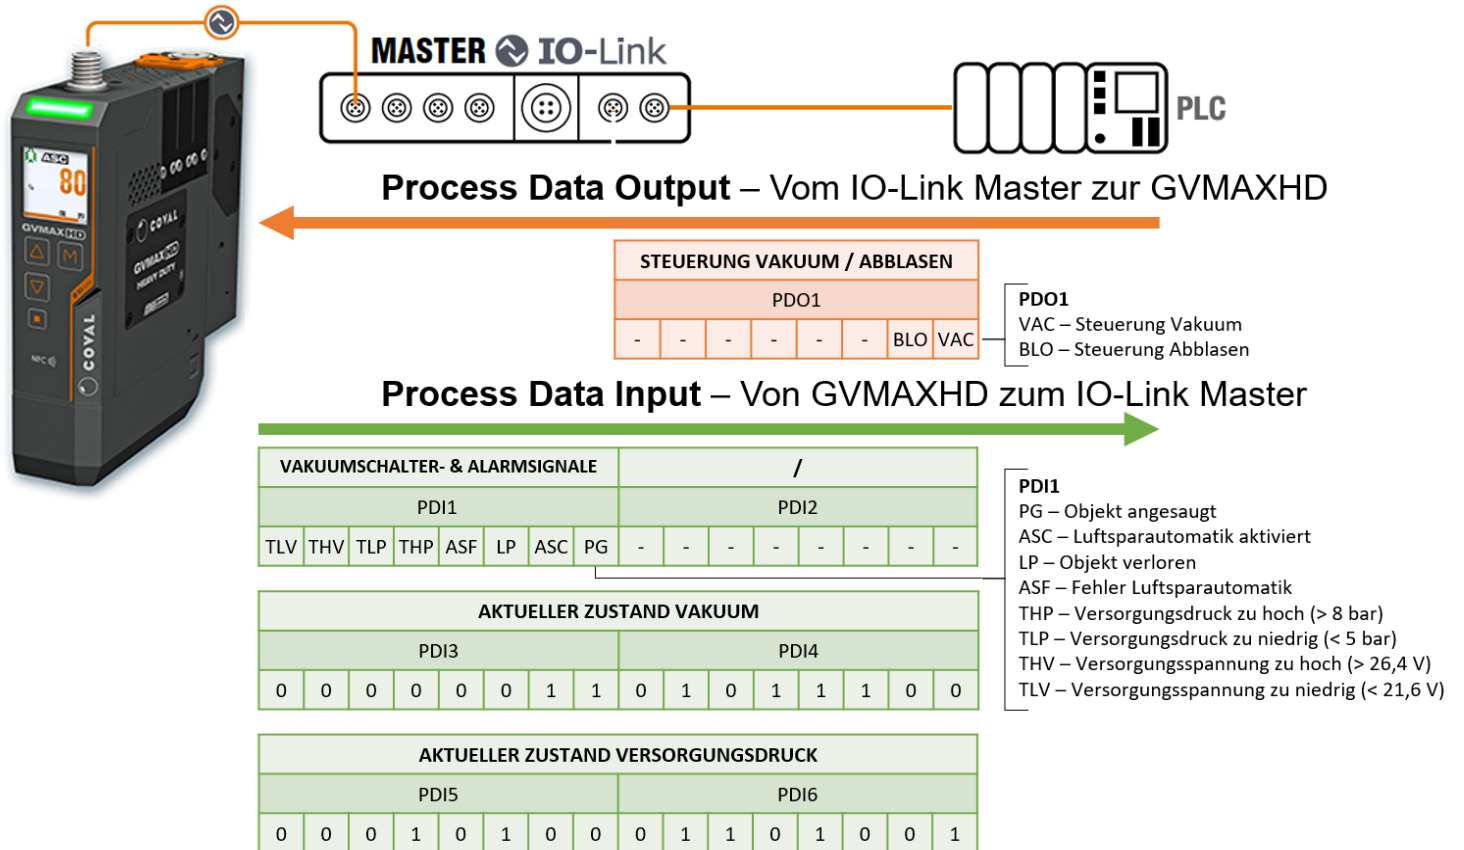 MASTER IO-Link
PLC
ASC
80
GVMAX HD
M
COVAL
NFC
COVAL
GVMAX HD
HEAVY DUTY
Process Data Output – Vom IO-Link Master zur GVMAXHD
STEUERUNG VAKUUM / ABBLASEN
PDO1
- - - - - - BLO VAC
PDO1
VAC – Steuerung Vakuum
BLO – Steuerung Abblasen
Process Data Input – Von GVMAXHD zum IO-Link Master
VAKUUMSCHALTER- & ALARMSIGNALE /
PDI1 PDI2
TLV THV TLP THP ASF LP ASC PG - - - - - - - -
PDI1
PG – Objekt angesaugt
ASC – Luftsparautomatik aktiviert
LP – Objekt verloren
ASF – Fehler Luftsparautomatik
THP – Versorgungsdruck zu hoch (> 8 bar)
TLP – Versorgungsdruck zu niedrig (< 5 bar)
THV – Versorgungsspannung zu hoch (> 26,4 V)
TLV – Versorgungsspannung zu niedrig (< 21,6 V)
AKTUELLER ZUSTAND VAKUUM
PDI3 PDI4
0 0 0 0 0 0 1 1 0 1 0 1 1 1 0 0
AKTUELLER ZUSTAND VERSORGUNGSDRUCK
PDI5 PDI6
0 0 0 1 0 1 0 0 0 1 1 0 1 0 0 1